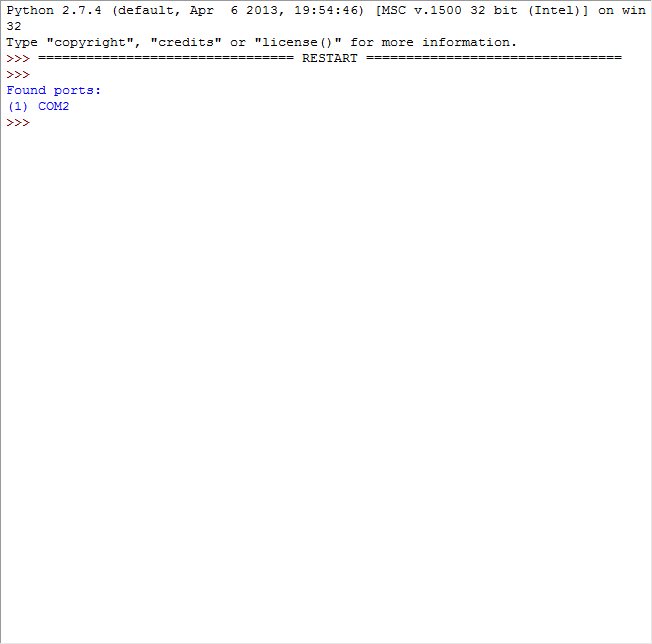 Python 2.7.4 (default, Apr  6 2013, 19:54:46) [MSC v.1500 32 bit (Intel)] on win
32
Type "copyright", "credits" or "license()" for more information.
>>> ================================ RESTART ================================
>>>
Found ports:
(1) COM2
>>>